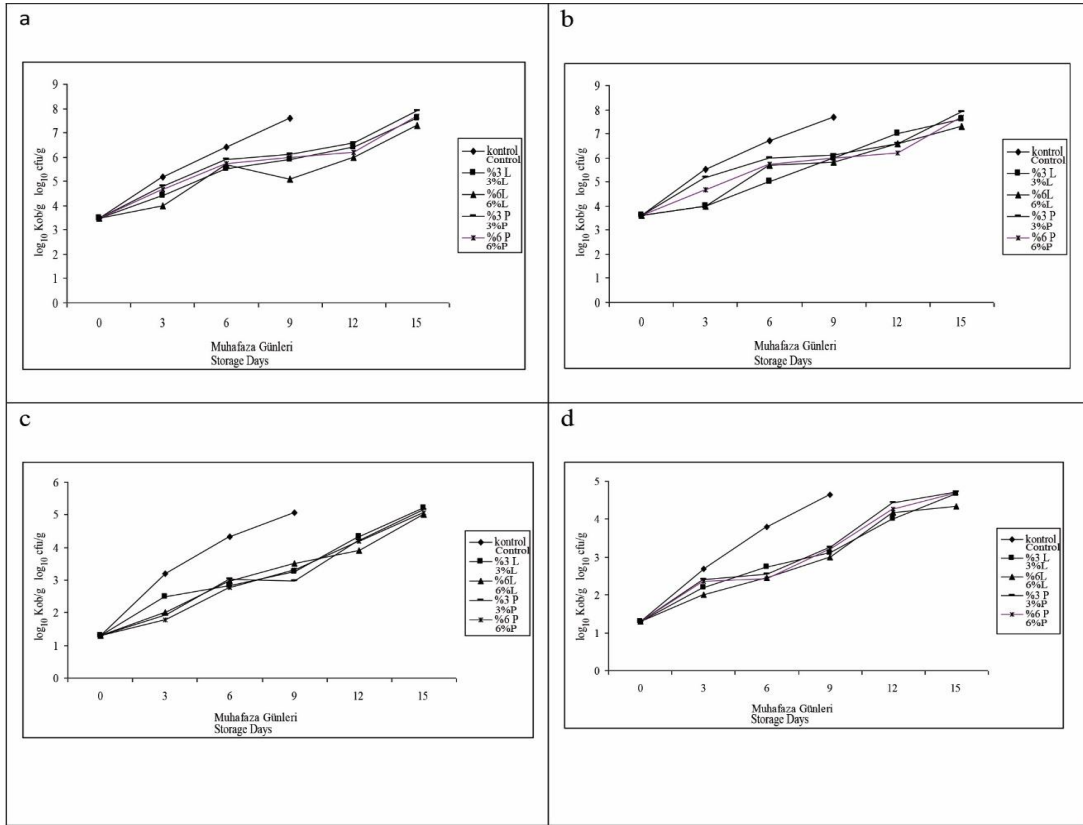 a
9
8
7
6
5
4
3
2
1
0
log10 Kob/g log10 cfu/g
0 3 6 9 12 15
Muhafaza Günleri
Storage Days
kontrol
Control
%3 L
3%L
%6L
6%L
%3 P
3%P
%6 P
6%P
b
9
8
7
6
5
4
3
2
1
0
log10 Kob/g log10 cfu/g
0 3 6 9 12 15
Muhafaza Günleri
Storage Days
kontrol
Control
%3 L
3%L
%6L
6%L
%3 P
3%P
%6 P
6%P
c
6
5
4
3
2
1
0
log10 Kob/g log10 cfu/g
0 3 6 9 12 15
Muhafaza Günleri
Storage Days
kontrol
Control
%3 L
3%L
%6L
6%L
%3 P
3%P
%6 P
6%P
d
5
4
3
2
1
0
log10 Kob/g log10 cfu/g
0 3 6 9 12 15
Muhafaza Günleri
Storage Days
kontrol
Control
%3 L
3%L
%6L
6%L
%3 P
3%P
%6 P
6%P